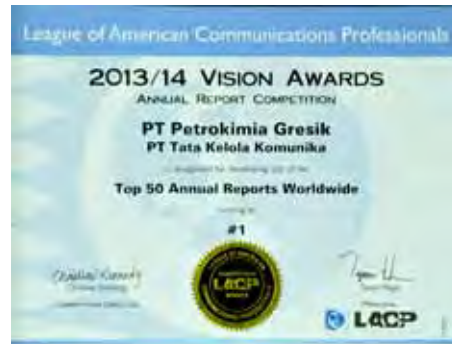 League of American Communications Professionals
2013/14 VISION AWARDS
ANNUAL REPORT COMPETITION
PT Petrokimia Gresik
PT Tata Kelola Komunika
Top 50 Annual Reports Worldwide
#1
LACP
LACP